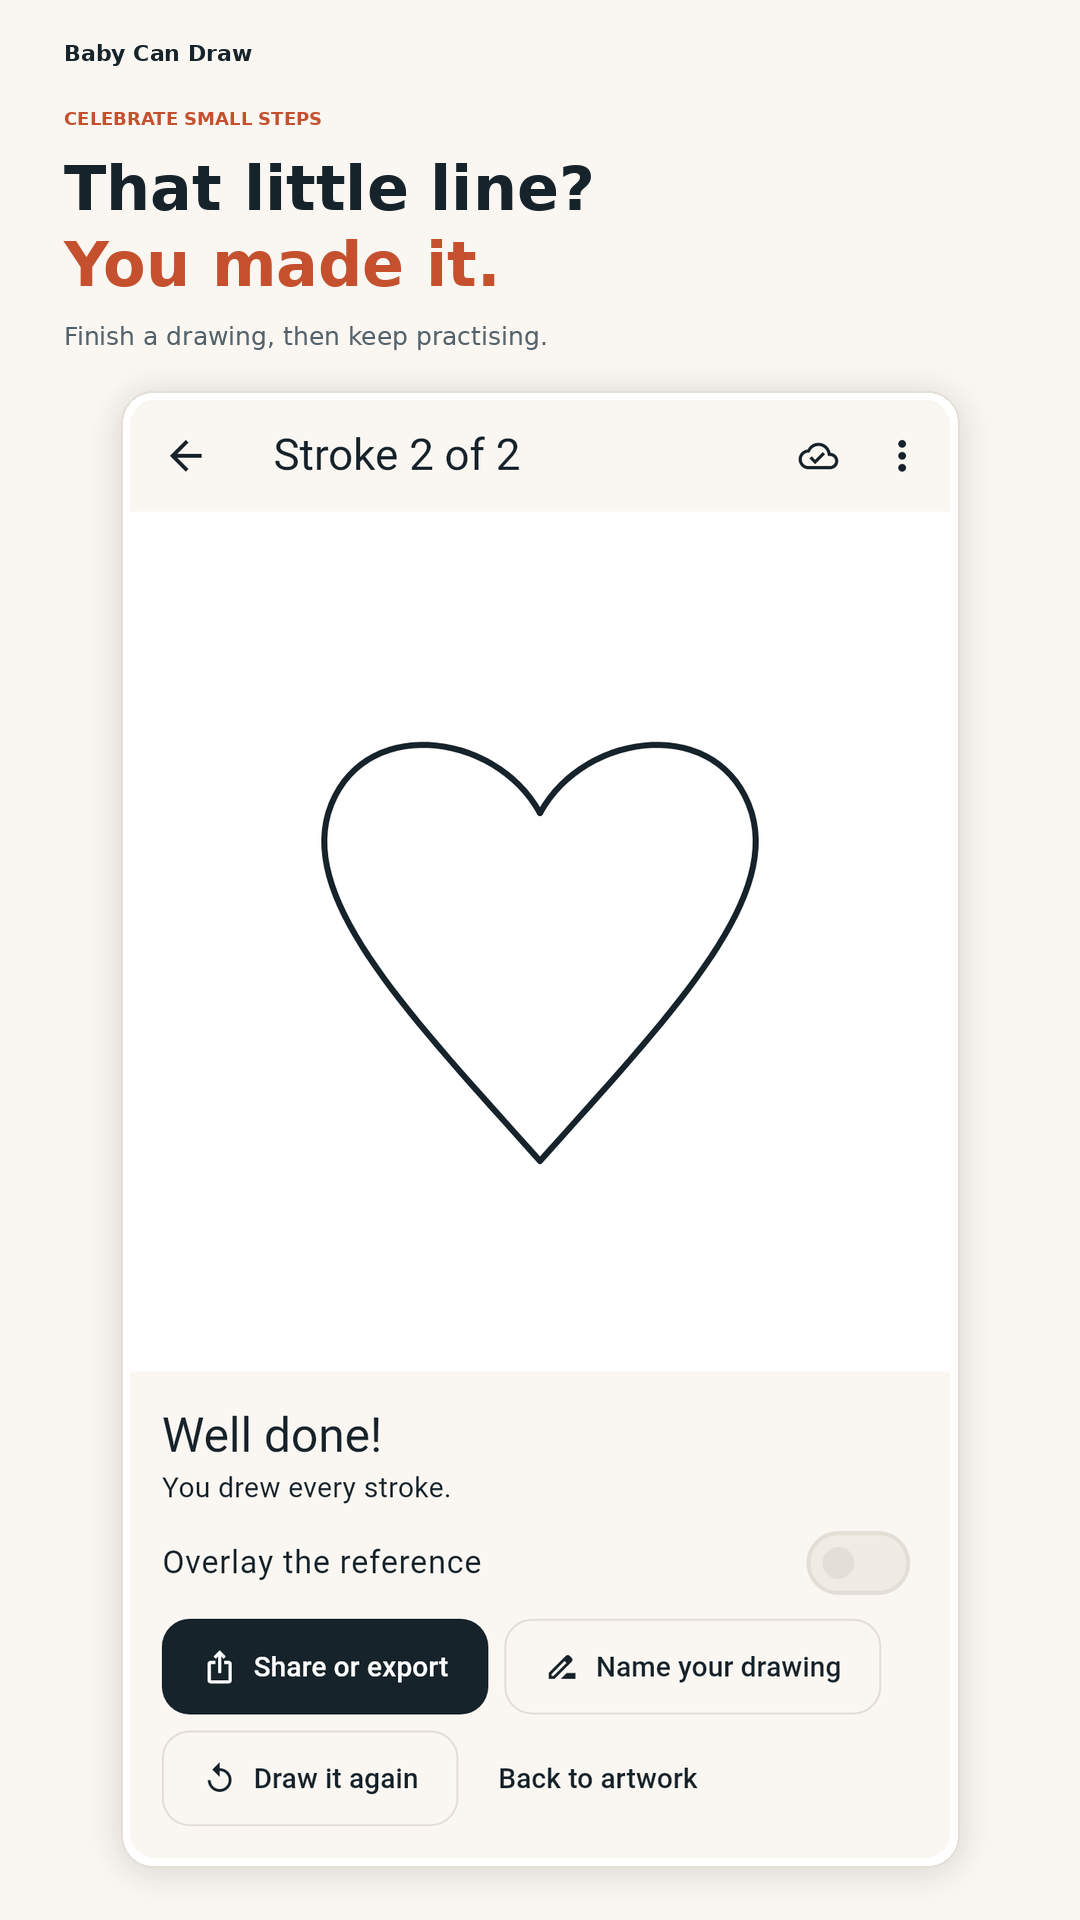 Baby Can Draw
CELEBRATE SMALL STEPS
That little line?
You made it.
Finish a drawing, then keep practising.
Stroke 2 of 2
Well done!
You drew every stroke.
Overlay the reference
Share or export
Name your drawing
Draw it again
Back to artwork